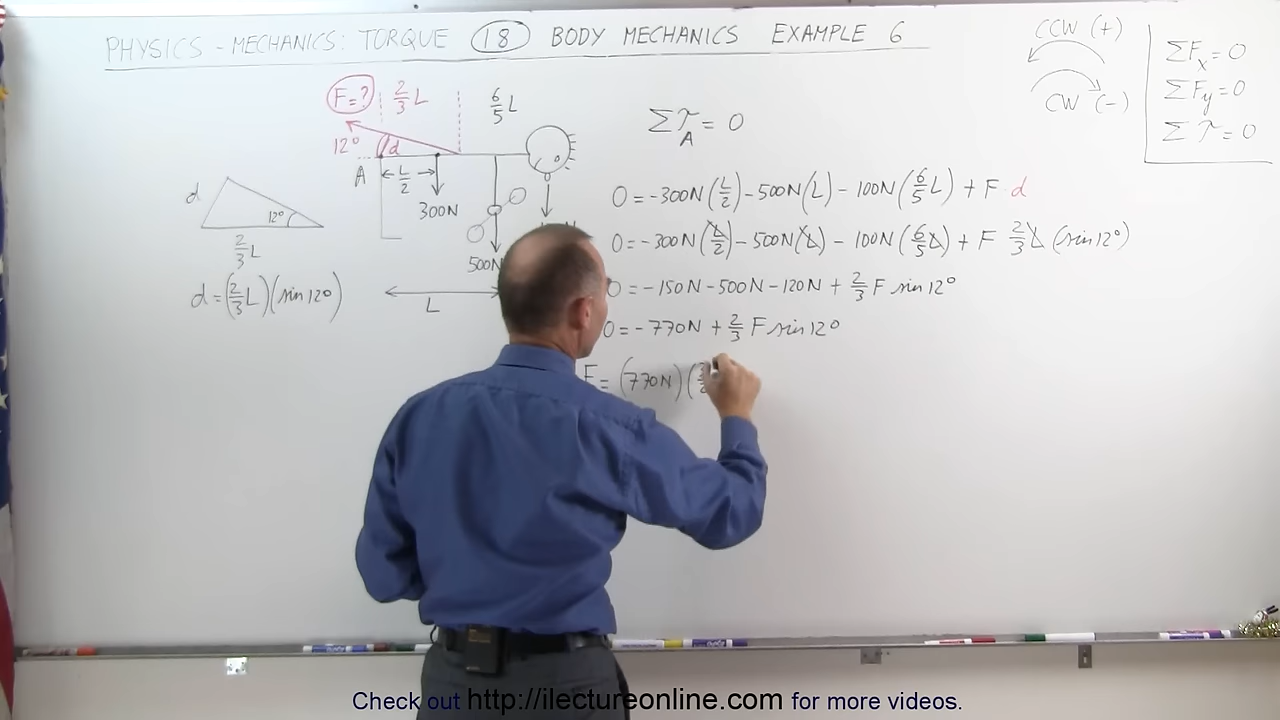 PHYSICS - MECHANICS: TORQUE 18 BODY MECHANICS EXAMPLE 6
CCW (+)
CW (-)
ΣFx = 0
ΣFy = 0
Στ = 0
F = ?
2/3 L
6/5 L
12°
d
A
L/2
300N
500N
L
d
12°
2/3 L
d = (2/3 L)(sin 12°)
Στ_A = 0
0 = -300N (L/2) - 500N (L) - 100N (6/5 L) + F d
0 = -300N (L/2) - 500N (L) - 100N (6/5 L) + F 2/3 L (sin 12°)
0 = -150N - 500N - 120N + 2/3 F sin 12°
0 = -770N + 2/3 F sin 12°
F = (770N) (3/2
Check out http://ilectureonline.com for more videos.